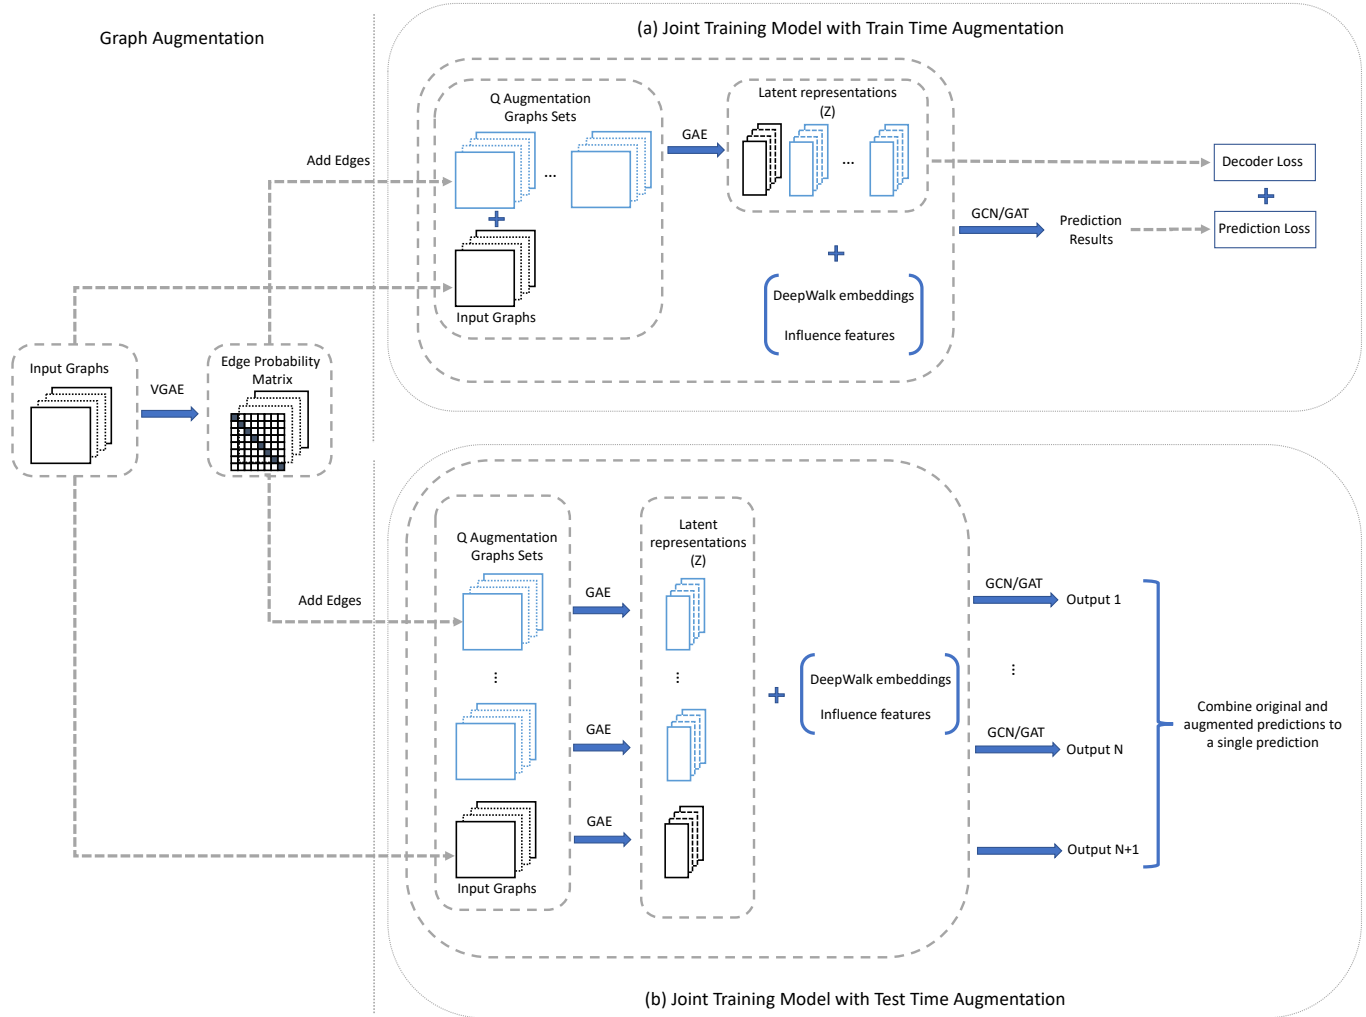 Graph Augmentation
(a) Joint Training Model with Train Time Augmentation
Q Augmentation
Graphs Sets
...
Input Graphs
Add Edges
GAE
Latent representations
(Z)
...
DeepWalk embeddings
Influence features
GCN/GAT
Prediction
Results
Decoder Loss
Prediction Loss
Input Graphs
VGAE
Edge Probability
Matrix
Add Edges
Q Augmentation
Graphs Sets
...
Input Graphs
GAE
GAE
GAE
Latent
representations
(Z)
...
DeepWalk embeddings
Influence features
GCN/GAT
Output 1
...
GCN/GAT
Output N
Output N+1
Combine original and
augmented predictions to
a single prediction
(b) Joint Training Model with Test Time Augmentation